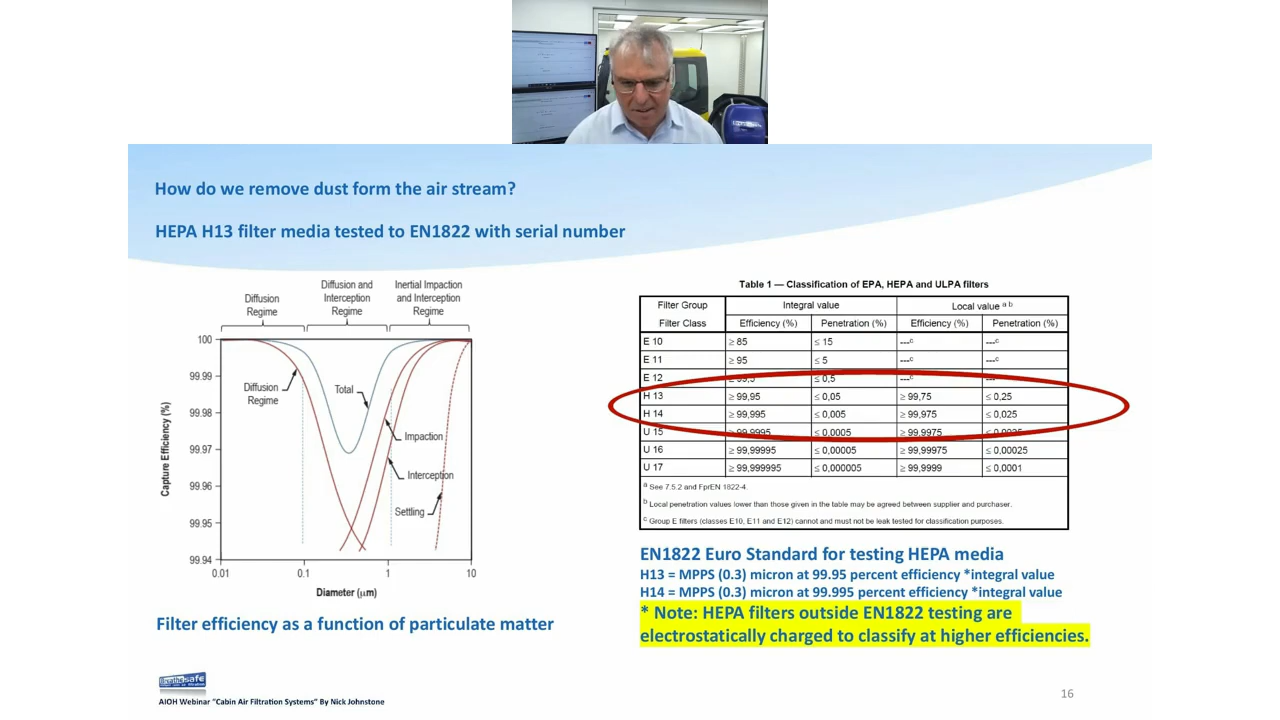 How do we remove dust form the air stream?
HEPA H13 filter media tested to EN1822 with serial number
Diffusion Regime
Diffusion and Interception Regime
Inertial Impaction and Interception Regime
100
99.99
99.98
99.97
99.96
99.95
99.94
Capture Efficiency (%)
Diffusion Regime
Total
Impaction
Interception
Settling
0.01 0.1 1 10
Diameter (µm)
Filter efficiency as a function of particulate matter
Table 1 — Classification of EPA, HEPA and ULPA filters
Filter Group Integral value Local value a b
Filter Class Efficiency (%) Penetration (%) Efficiency (%) Penetration (%)
E 10 ≥ 85 ≤ 15 ---c ---c
E 11 ≥ 95 ≤ 5 ---c ---c
E 12 ≥ 99,5 ≤ 0,5 ---c
H 13 ≥ 99,95 ≤ 0,05 ≥ 99,75 ≤ 0,25
H 14 ≥ 99,995 ≤ 0,005 ≥ 99,975 ≤ 0,025
U 15 ≥ 99,9995 ≤ 0,0005 ≥ 99,9975 ≤ 0,0025
U 16 ≥ 99,99995 ≤ 0,00005 ≥ 99,99975 ≤ 0,00025
U 17 ≥ 99,999995 ≤ 0,000005 ≥ 99,9999 ≤ 0,0001
a See 7.5.2 and FprEN 1822-4.
b Local penetration values lower than those given in the table may be agreed between supplier and purchaser.
c Group E filters (classes E10, E11 and E12) cannot and must not be leak tested for classification purposes.
EN1822 Euro Standard for testing HEPA media
H13 = MPPS (0.3) micron at 99.95 percent efficiency *integral value
H14 = MPPS (0.3) micron at 99.995 percent efficiency *integral value
* Note: HEPA filters outside EN1822 testing are
electrostatically charged to classify at higher efficiencies.
Breathe safe
AIOH Webinar "Cabin Air Filtration Systems" By Nick Johnstone
16